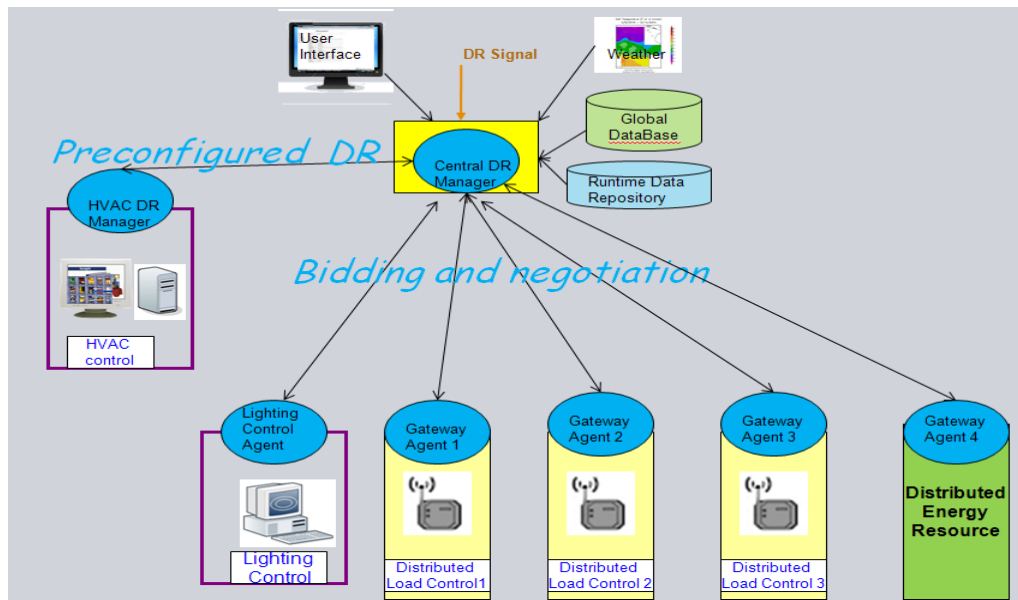 User
Interface
DR Signal
Weather
Global
DataBase
Preconfigured DR
Central DR
Manager
Runtime Data
Repository
HVAC DR
Manager
Bidding and negotiation
HVAC
control
Lighting
Control
Agent
Gateway
Agent 1
Gateway
Agent 2
Gateway
Agent 3
Gateway
Agent 4
Distributed
Energy
Resource
Lighting
Control
Distributed
Load Control1
Distributed
Load Control 2
Distributed
Load Control 3